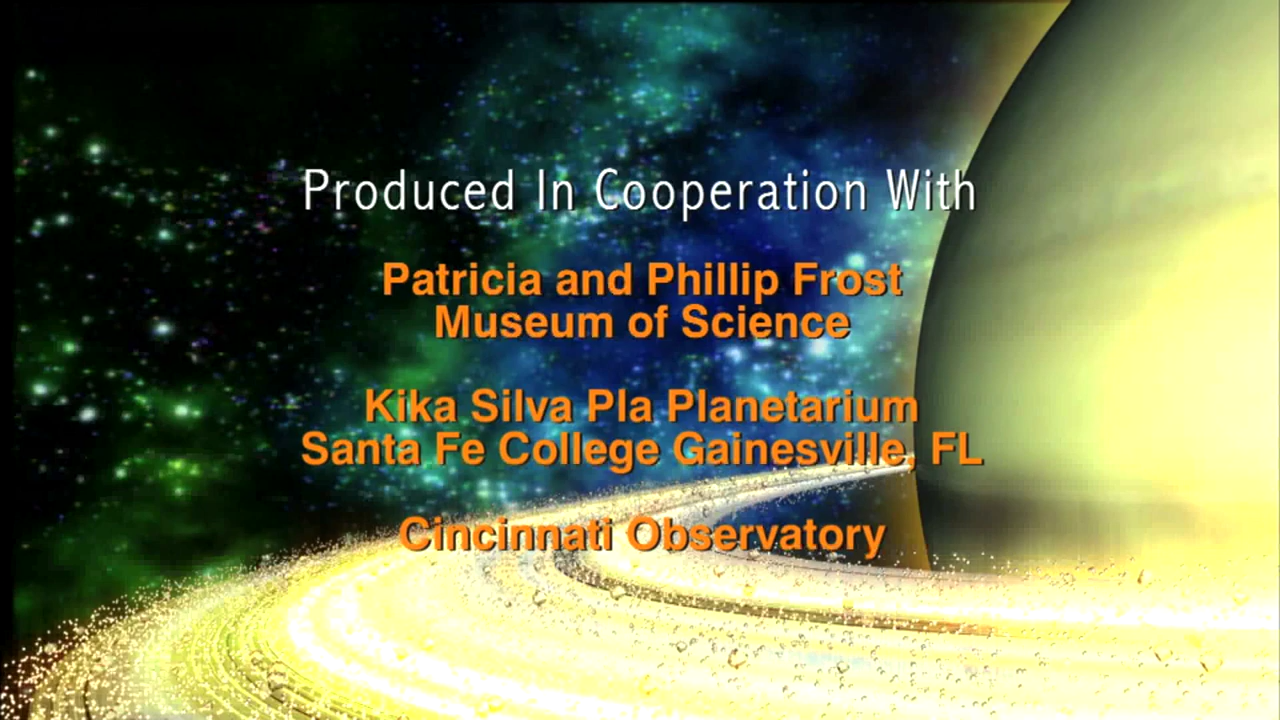 Produced In Cooperation With
Patricia and Phillip Frost
Museum of Science
Kika Silva Pla Planetarium
Santa Fe College Gainesville, FL
Cincinnati Observatory